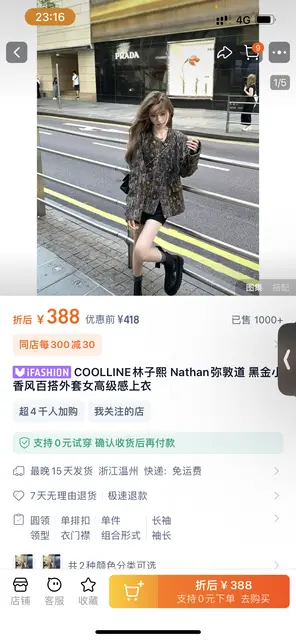 23:16
4G
9
1/5
PRADA
图集 搭配
折后 ¥388 优惠前 ¥418 已售 1000+
同店每300减30
iFASHION COOLLINE林子熙 Nathan弥敦道 黑金小
香风百搭外套女高级感上衣
超4千人加购 我关注的店
支持0元试穿 确认收货后再付款
最晚15天发货 浙江温州 快递: 免运费
7天无理由退货 极速退款
圆领 单排扣 单件 长袖
领型 衣门襟 组合形式 袖长
共2种颜色分类可选
店铺 客服 收藏
折后 ¥388
支持0元下单 去购买